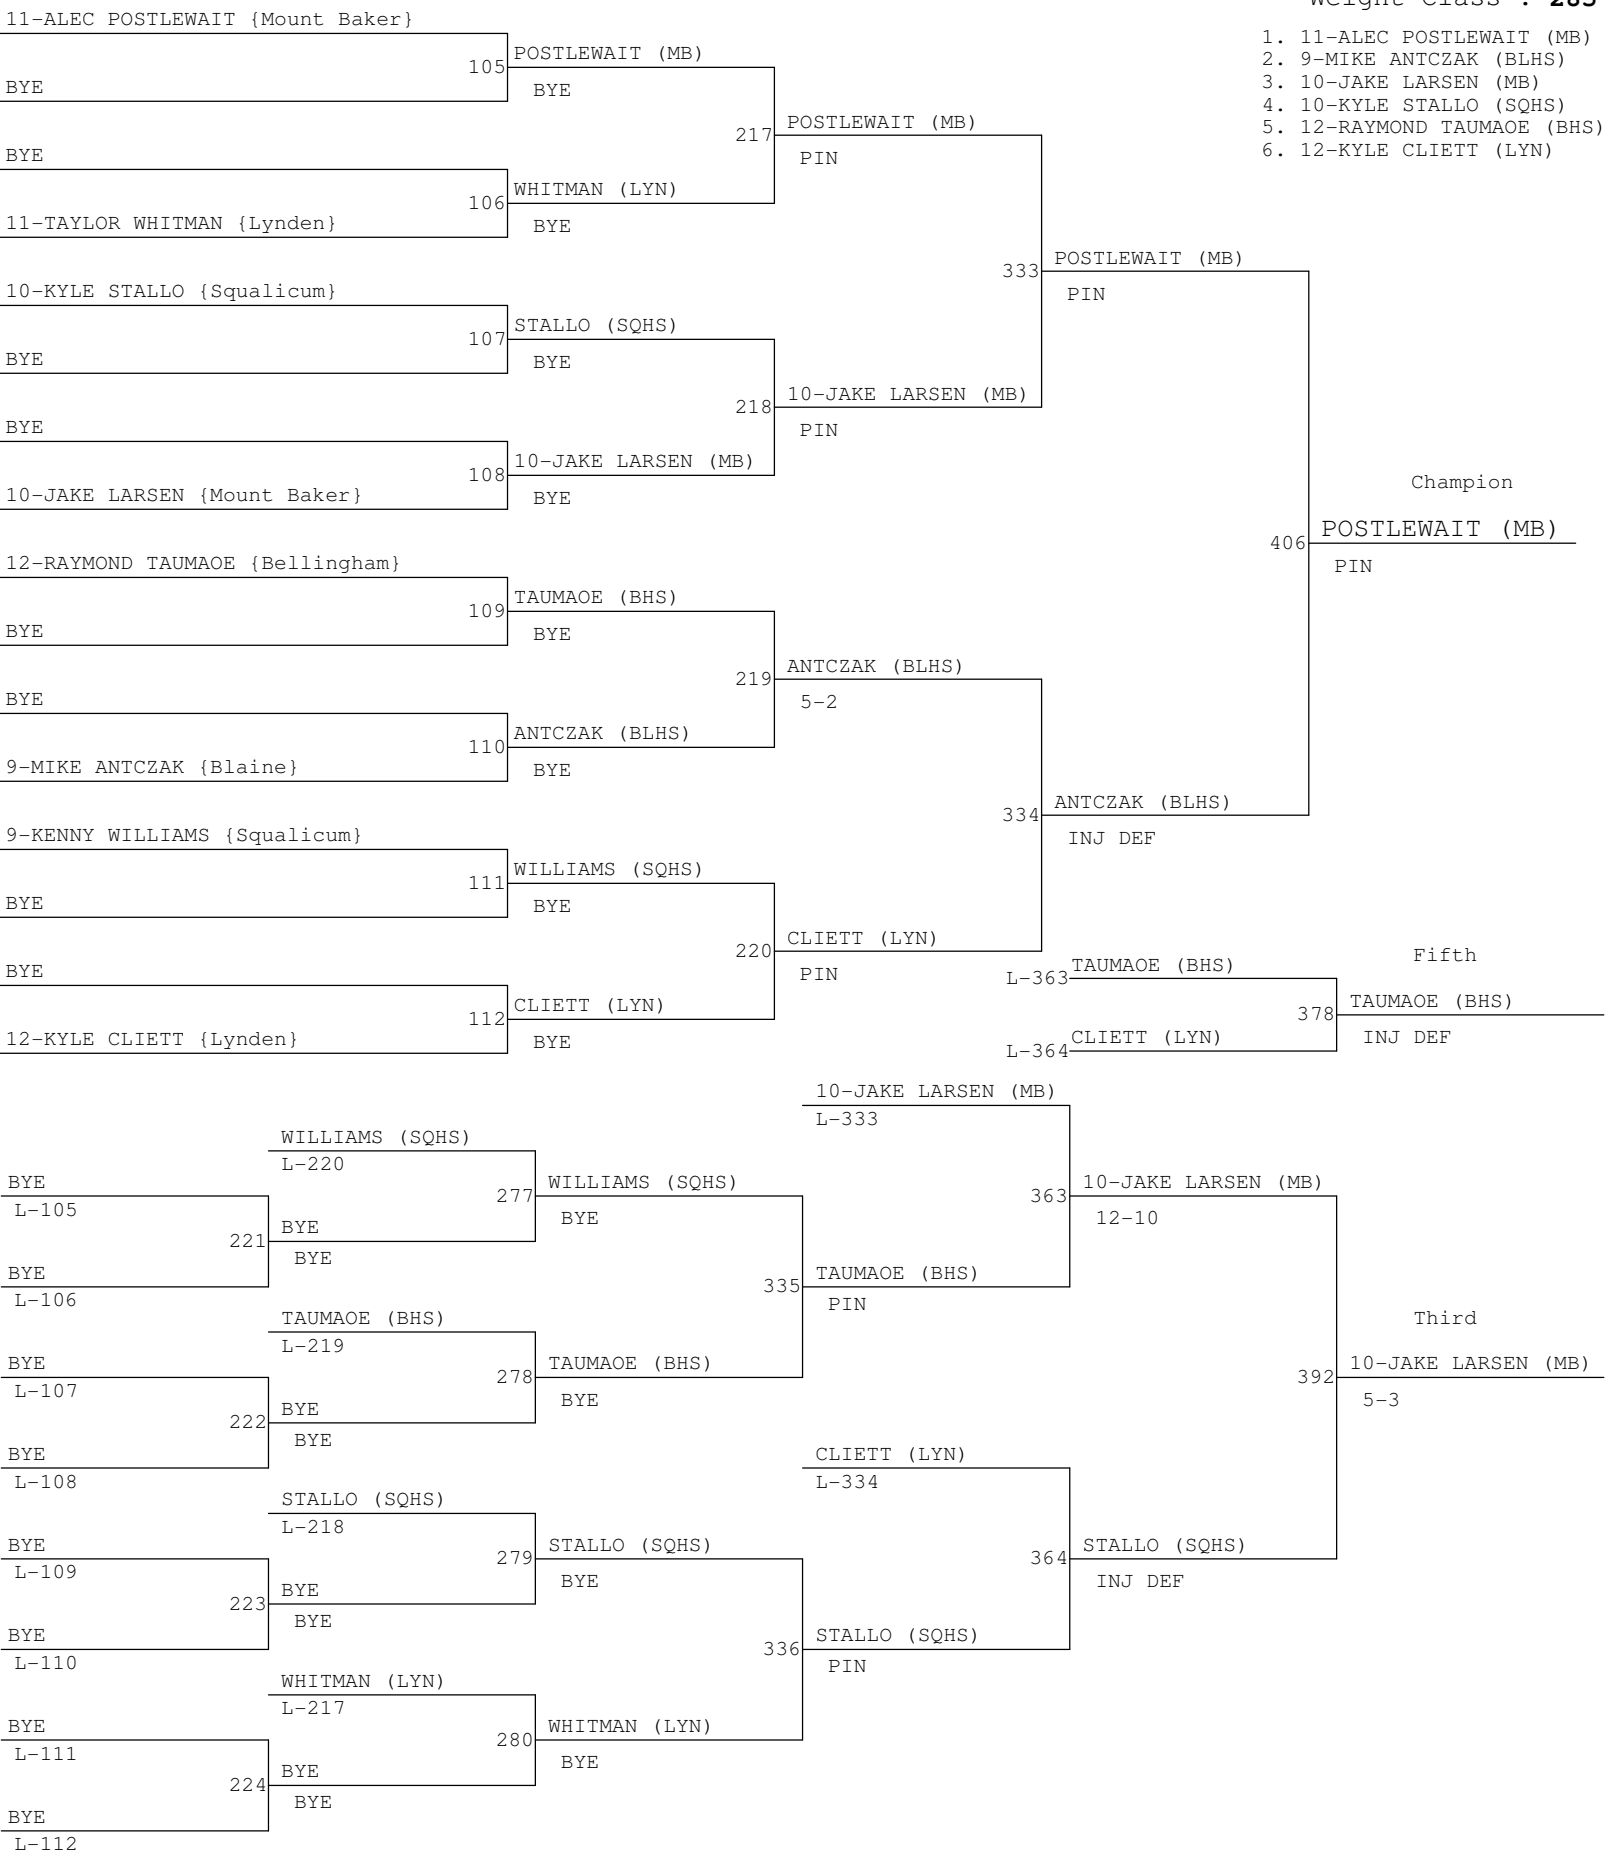 Weight Class : 285
1. 11-ALEC POSTLEWAIT (MB)
2. 9-MIKE ANTCZAK (BLHS)
3. 10-JAKE LARSEN (MB)
4. 10-KYLE STALLO (SQHS)
5. 12-RAYMOND TAUMAOE (BHS)
6. 12-KYLE CLIETT (LYN)
11-ALEC POSTLEWAIT {Mount Baker}
105
POSTLEWAIT (MB)
BYE
BYE
217
POSTLEWAIT (MB)
PIN
BYE
106
WHITMAN (LYN)
BYE
11-TAYLOR WHITMAN {Lynden}
333
POSTLEWAIT (MB)
PIN
10-KYLE STALLO {Squalicum}
107
STALLO (SQHS)
BYE
BYE
218
10-JAKE LARSEN (MB)
PIN
BYE
108
10-JAKE LARSEN (MB)
BYE
10-JAKE LARSEN {Mount Baker}
Champion
406
POSTLEWAIT (MB)
PIN
12-RAYMOND TAUMAOE {Bellingham}
109
TAUMAOE (BHS)
BYE
BYE
219
ANTCZAK (BLHS)
5-2
BYE
110
ANTCZAK (BLHS)
BYE
9-MIKE ANTCZAK {Blaine}
334
ANTCZAK (BLHS)
INJ DEF
9-KENNY WILLIAMS {Squalicum}
111
WILLIAMS (SQHS)
BYE
BYE
220
CLIETT (LYN)
PIN
BYE
112
CLIETT (LYN)
BYE
12-KYLE CLIETT {Lynden}
Fifth
L-363
TAUMAOE (BHS)
378
TAUMAOE (BHS)
INJ DEF
L-364
CLIETT (LYN)
10-JAKE LARSEN (MB)
L-333
WILLIAMS (SQHS)
L-220
BYE
L-105
277
WILLIAMS (SQHS)
BYE
363
10-JAKE LARSEN (MB)
12-10
221
BYE
BYE
BYE
L-106
335
TAUMAOE (BHS)
PIN
TAUMAOE (BHS)
L-219
Third
BYE
L-107
278
TAUMAOE (BHS)
BYE
392
10-JAKE LARSEN (MB)
5-3
222
BYE
BYE
BYE
L-108
CLIETT (LYN)
L-334
STALLO (SQHS)
L-218
BYE
L-109
279
STALLO (SQHS)
BYE
364
STALLO (SQHS)
INJ DEF
223
BYE
BYE
BYE
L-110
336
STALLO (SQHS)
PIN
WHITMAN (LYN)
L-217
BYE
L-111
280
WHITMAN (LYN)
BYE
224
BYE
BYE
BYE
L-112